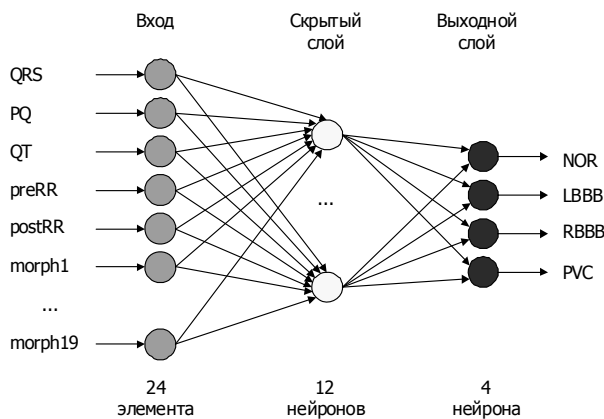 Вход
Скрытый
слой
Выходной
слой
QRS
PQ
QT
preRR
postRR
morph1
...
morph19
...
NOR
LBBB
RBBB
PVC
24
элемента
12
нейронов
4
нейрона